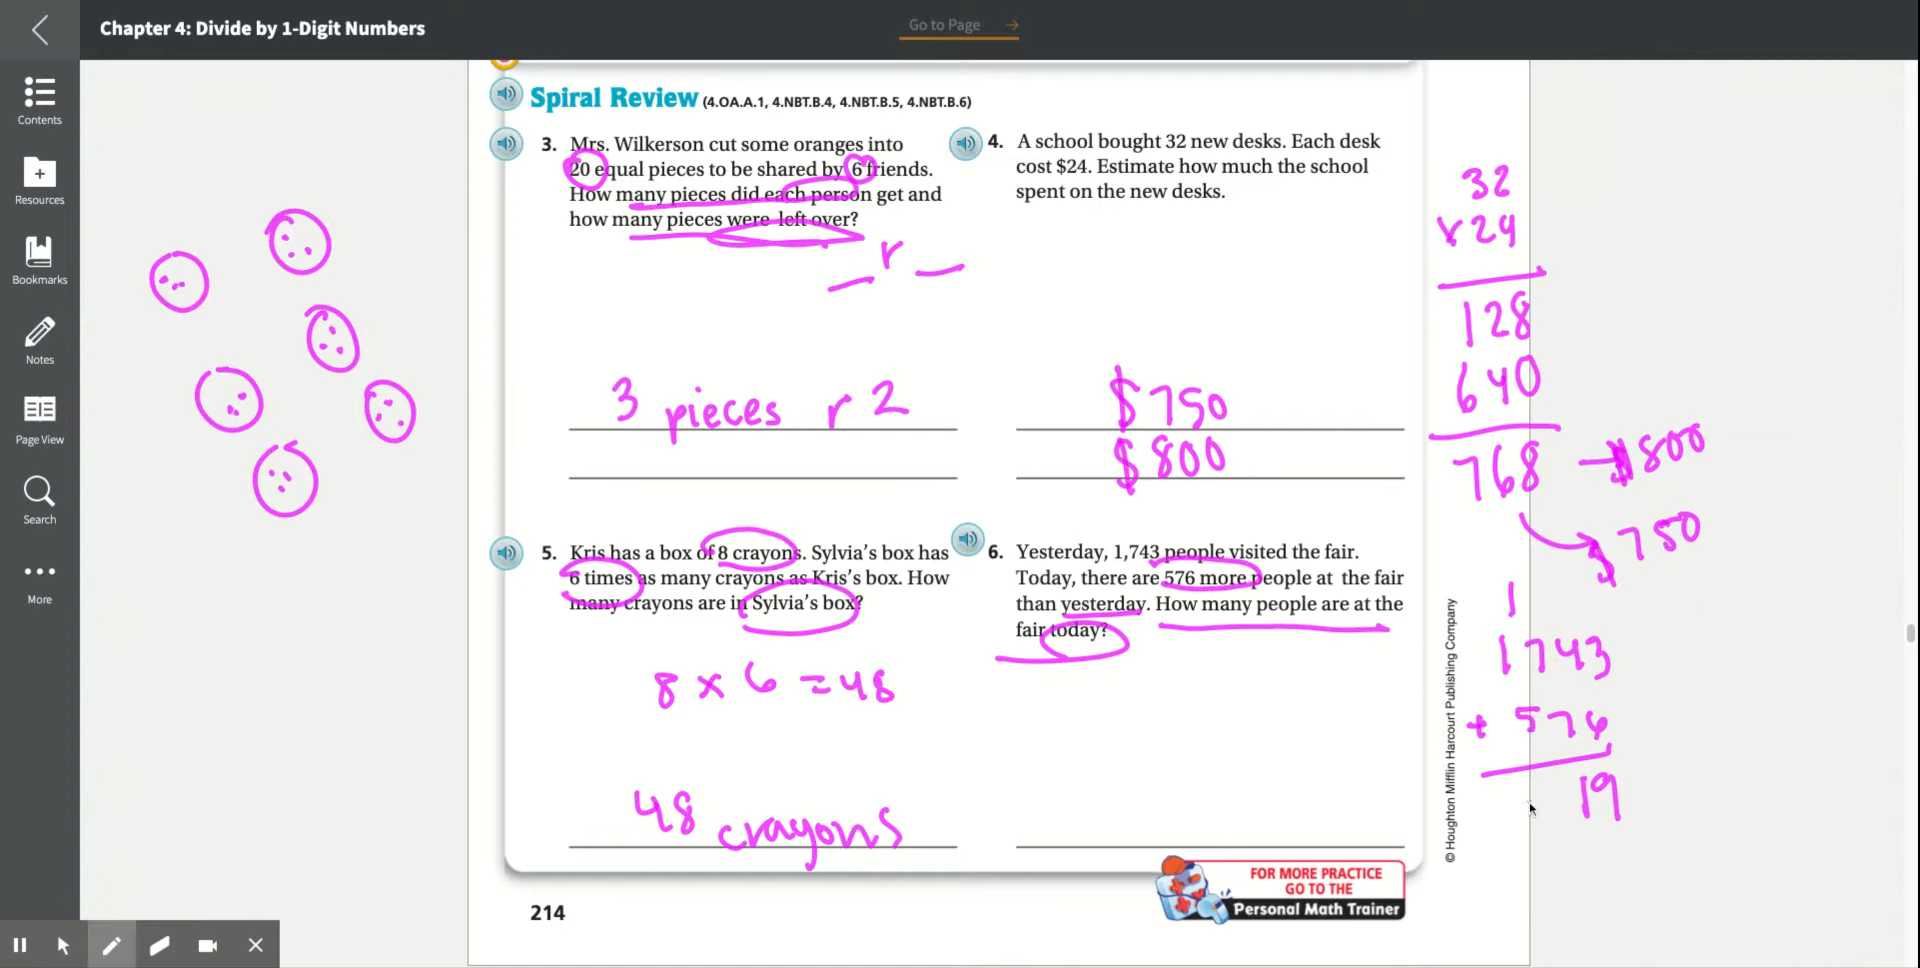 Chapter 4: Divide by 1-Digit Numbers
Go to Page →
Contents
Resources
Bookmarks
Notes
Page View
Search
More
Spiral Review (4.OA.A.1, 4.NBT.B.4, 4.NBT.B.5, 4.NBT.B.6)
3. Mrs. Wilkerson cut some oranges into
20 equal pieces to be shared by 6 friends.
How many pieces did each person get and
how many pieces were left over?
_ r _
3 pieces r 2
4. A school bought 32 new desks. Each desk
cost $24. Estimate how much the school
spent on the new desks.
$750
$800
32
x 24
128
640
768 → $800
$750
5. Kris has a box of 8 crayons. Sylvia's box has
6 times as many crayons as Kris's box. How
many crayons are in Sylvia's box?
8 x 6 = 48
48 crayons
6. Yesterday, 1,743 people visited the fair.
Today, there are 576 more people at the fair
than yesterday. How many people are at the
fair today?
1
1743
+ 576
19
© Houghton Mifflin Harcourt Publishing Company
FOR MORE PRACTICE
GO TO THE
Personal Math Trainer
214